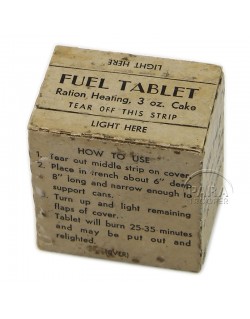 LIGHT HERE
FUEL TABLET
Ration, Heating, 3 oz. Cake
TEAR OFF THIS STRIP
LIGHT HERE
HOW TO USE
1. Tear out middle strip on cover.
2. Place in trench about 6" deep
8" long and narrow enough to
support cans.
3. Turn up and light remaining
flaps of cover.
Tablet will burn 25-35 minutes
and may be put out and
relighted.
(OVER)
PARA